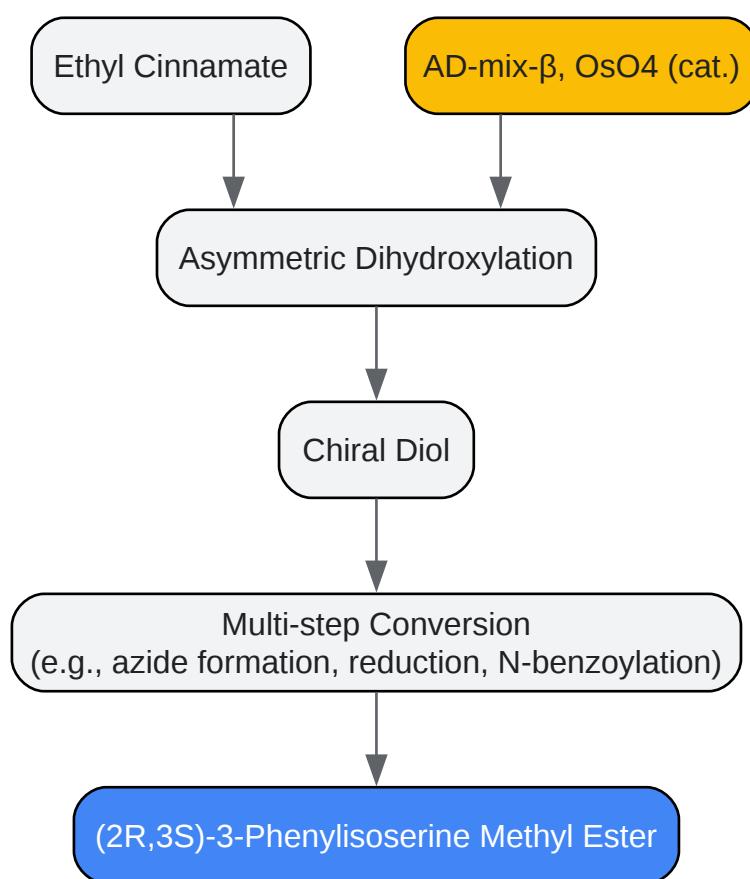 Ethyl Cinnamate
AD-mix-β, OsO4 (cat.)
Asymmetric Dihydroxylation
Chiral Diol
Multi-step Conversion
(e.g., azide formation, reduction, N-benzoylation)
(2R,3S)-3-Phenylisoserine Methyl Ester